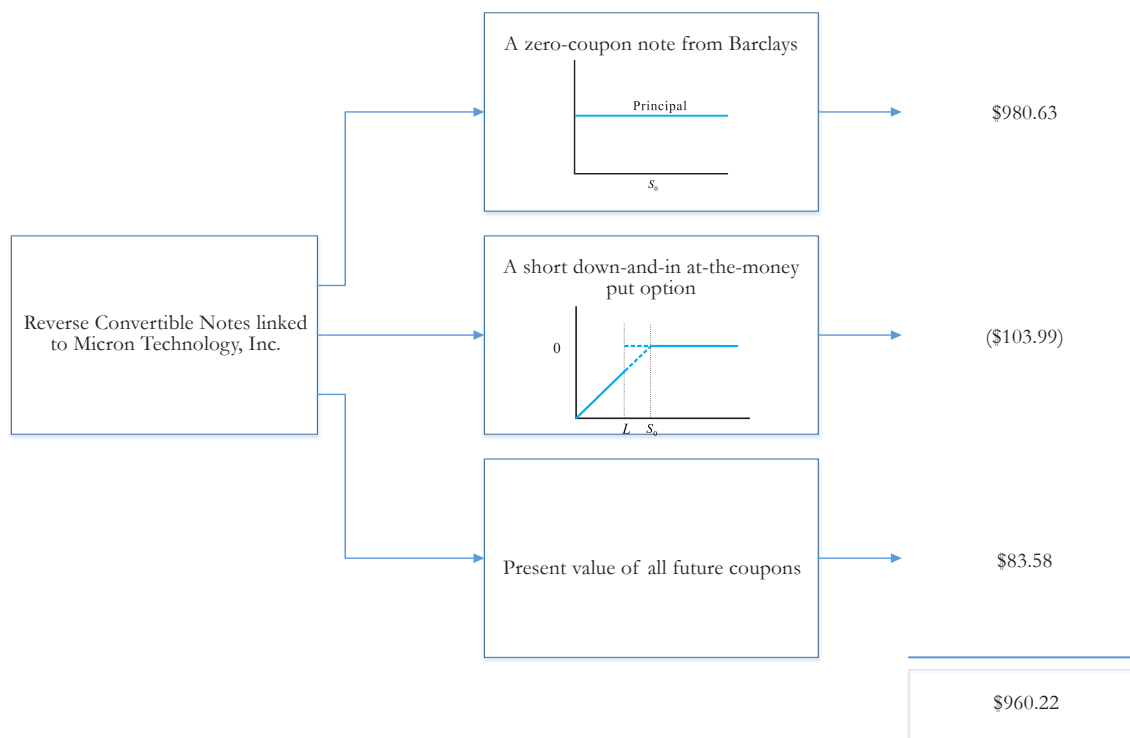 A zero-coupon note from Barclays
Principal
S₀
$980.63
Reverse Convertible Notes linked
to Micron Technology, Inc.
A short down-and-in at-the-money
put option
0
L S₀
($103.99)
Present value of all future coupons
$83.58
$960.22